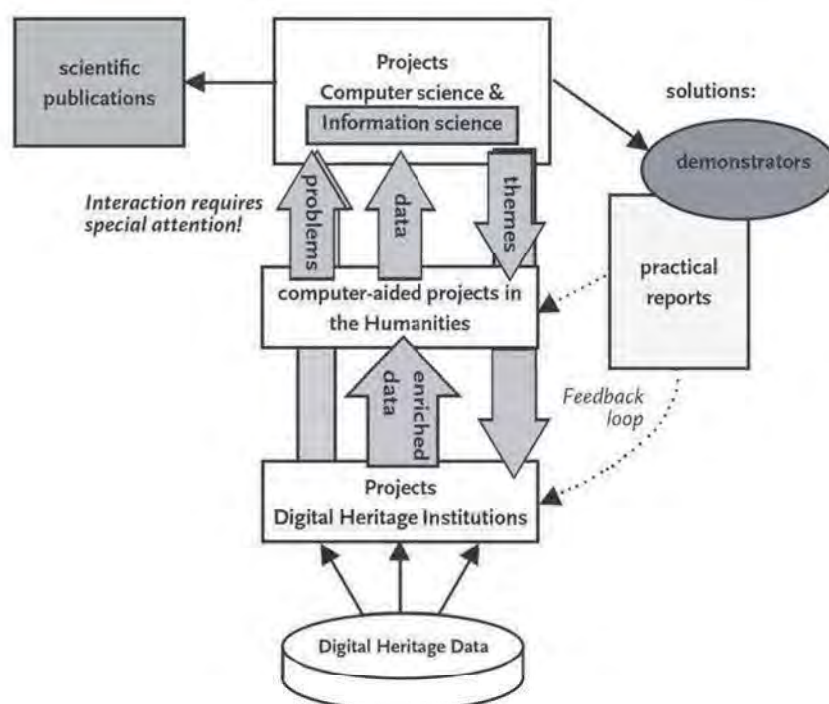 scientific
publications
Projects
Computer science &
Information science
solutions:
demonstrators
practical
reports
Interaction requires
special attention!
problems
data
themes
computer-aided projects in
the Humanities
enriched
data
Feedback
loop
Projects
Digital Heritage Institutions
Digital Heritage Data